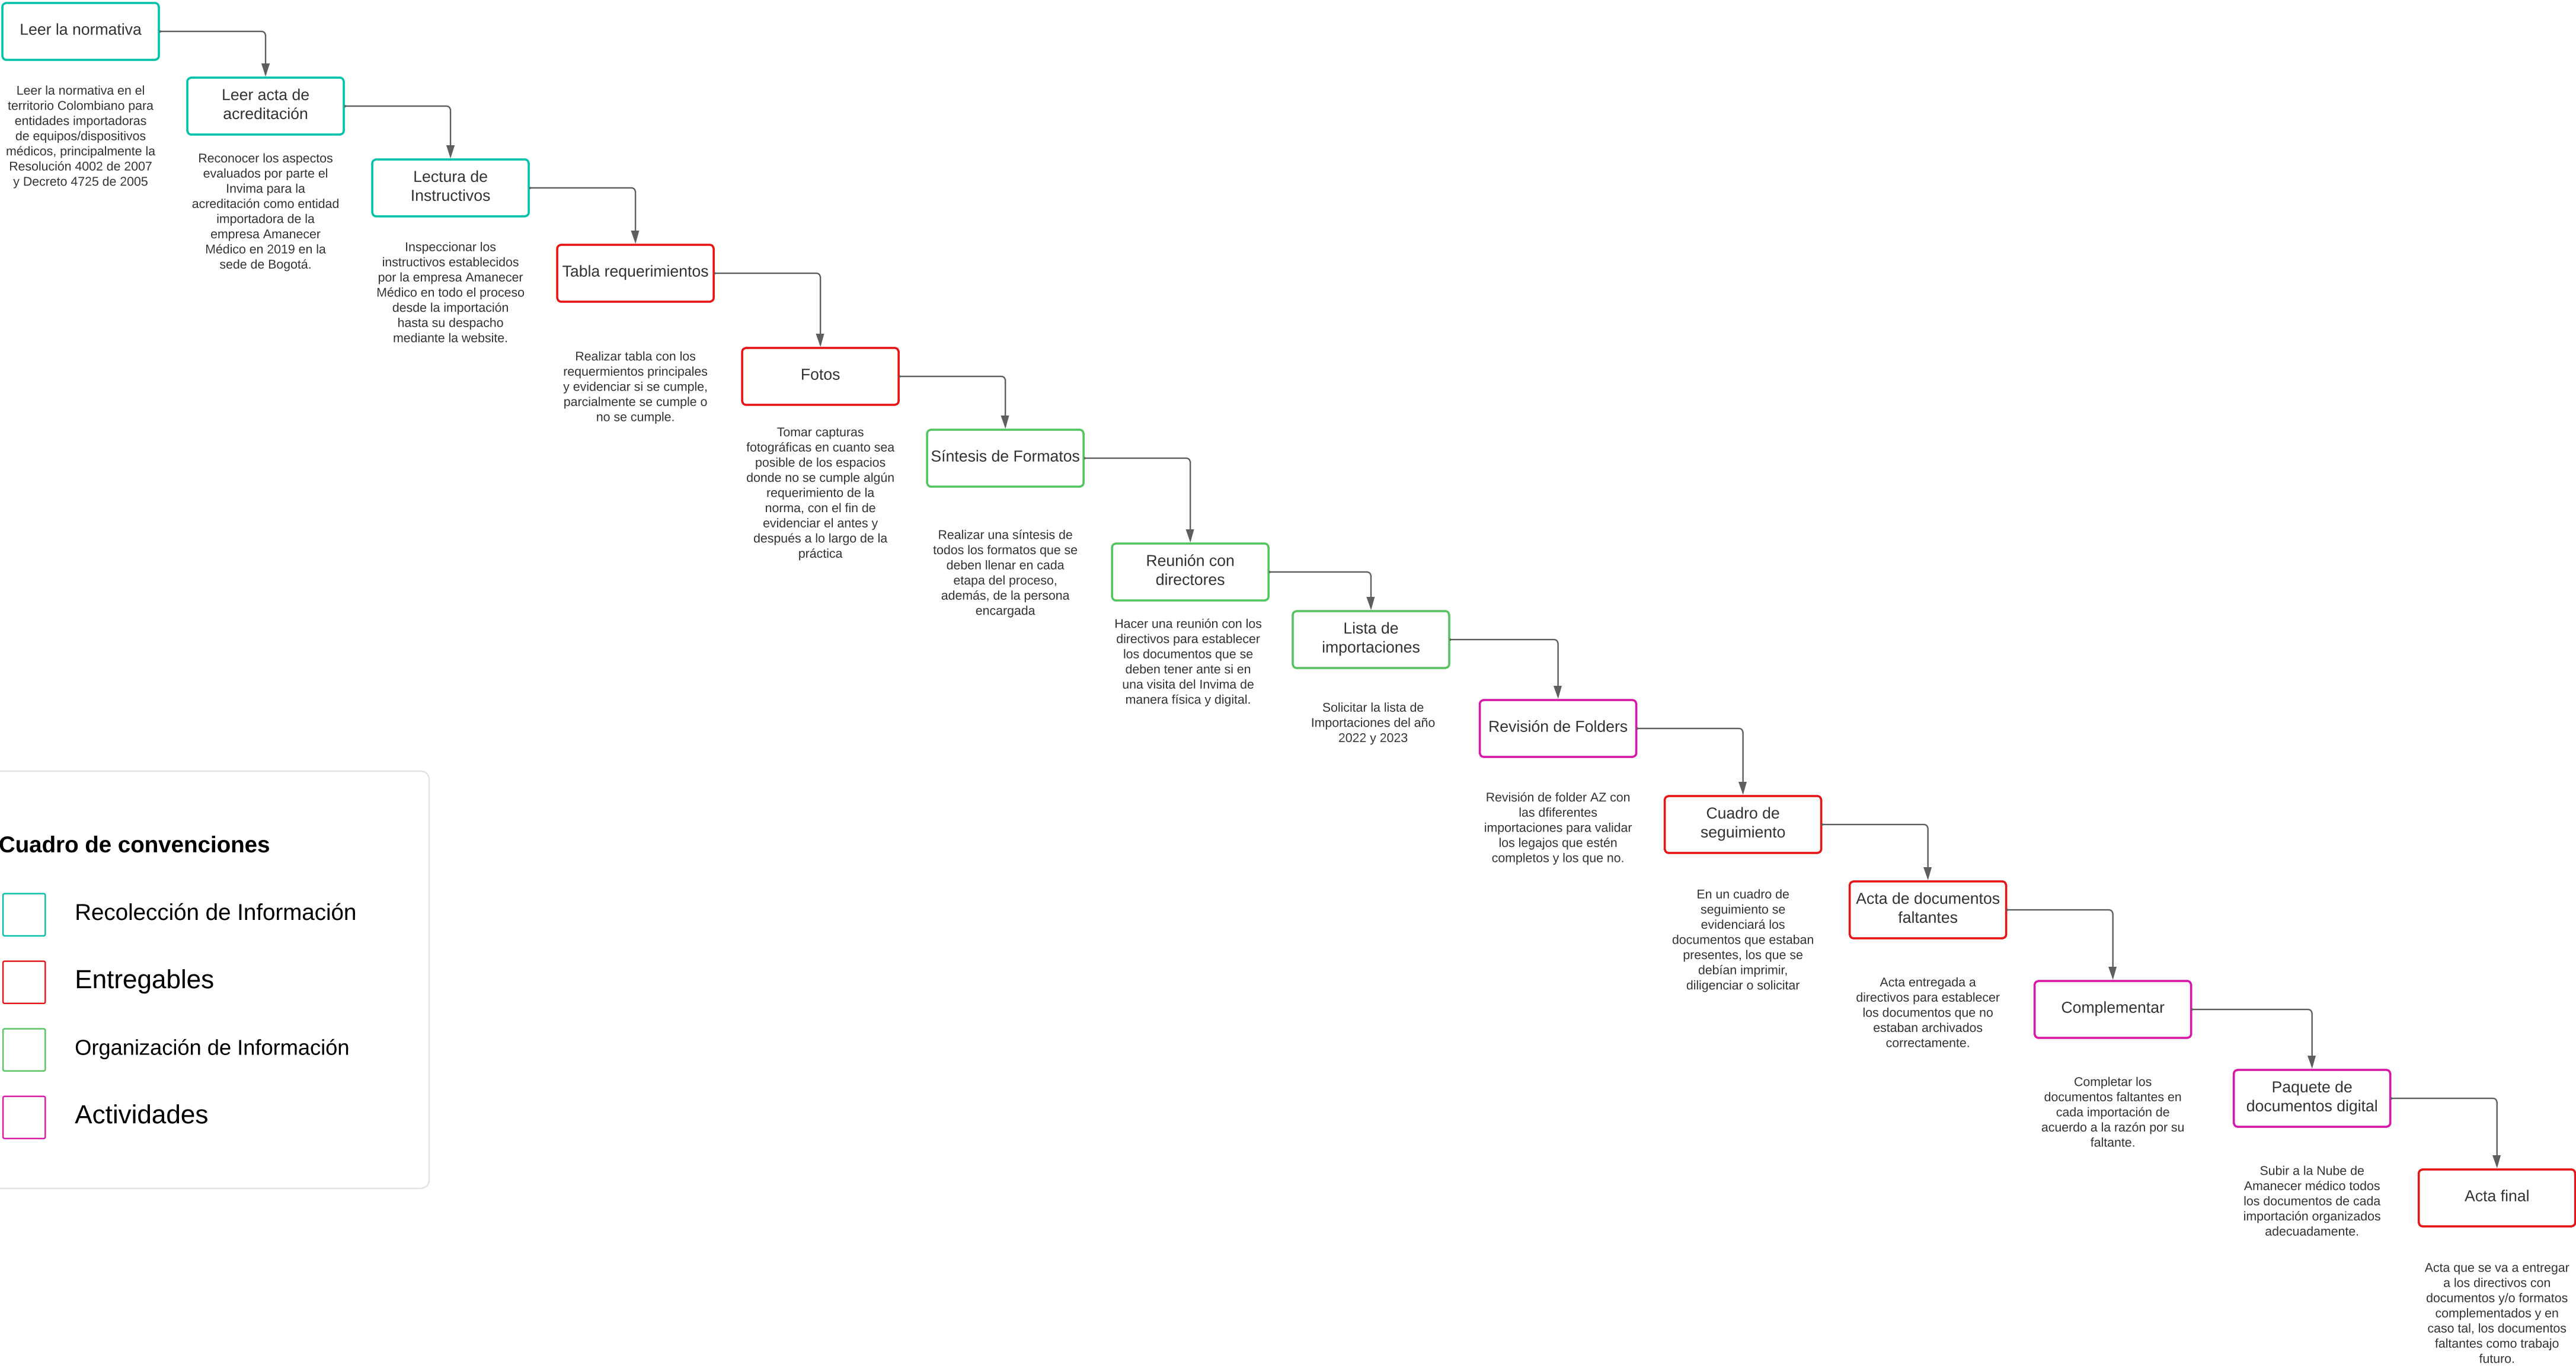 Leer la normativa
Leer la normativa en el
territorio Colombiano para
entidades importadoras
de equipos/dispositivos
médicos, principalmente la
Resolución 4002 de 2007
y Decreto 4725 de 2005
Leer acta de
acreditación
Reconocer los aspectos
evaluados por parte el
Invima para la
acreditación como entidad
importadora de la
empresa Amanecer
Médico en 2019 en la
sede de Bogotá.
Lectura de
Instructivos
Inspeccionar los
instructivos establecidos
por la empresa Amanecer
Médico en todo el proceso
desde la importación
hasta su despacho
mediante la website.
Tabla requerimientos
Realizar tabla con los
requermientos principales
y evidenciar si se cumple,
parcialmente se cumple o
no se cumple.
Fotos
Tomar capturas
fotográficas en cuanto sea
posible de los espacios
donde no se cumple algún
requerimiento de la
norma, con el fin de
evidenciar el antes y
después a lo largo de la
práctica
Síntesis de Formatos
Realizar una síntesis de
todos los formatos que se
deben llenar en cada
etapa del proceso,
además, de la persona
encargada
Reunión con
directores
Hacer una reunión con los
directivos para establecer
los documentos que se
deben tener ante si en
una visita del Invima de
manera física y digital.
Lista de
importaciones
Solicitar la lista de
Importaciones del año
2022 y 2023
Revisión de Folders
Revisión de folder AZ con
las dfiferentes
importaciones para validar
los legajos que estén
completos y los que no.
Cuadro de
seguimiento
En un cuadro de
seguimiento se
evidenciará los
documentos que estaban
presentes, los que se
debían imprimir,
diligenciar o solicitar
Acta de documentos
faltantes
Acta entregada a
directivos para establecer
los documentos que no
estaban archivados
correctamente.
Complementar
Completar los
documentos faltantes en
cada importación de
acuerdo a la razón por su
faltante.
Paquete de
documentos digital
Subir a la Nube de
Amanecer médico todos
los documentos de cada
importación organizados
adecuadamente.
Acta final
Acta que se va a entregar
a los directivos con
documentos y/o formatos
complementados y en
caso tal, los documentos
faltantes como trabajo
futuro.
Cuadro de convenciones
Recolección de Información
Entregables
Organización de Información
Actividades